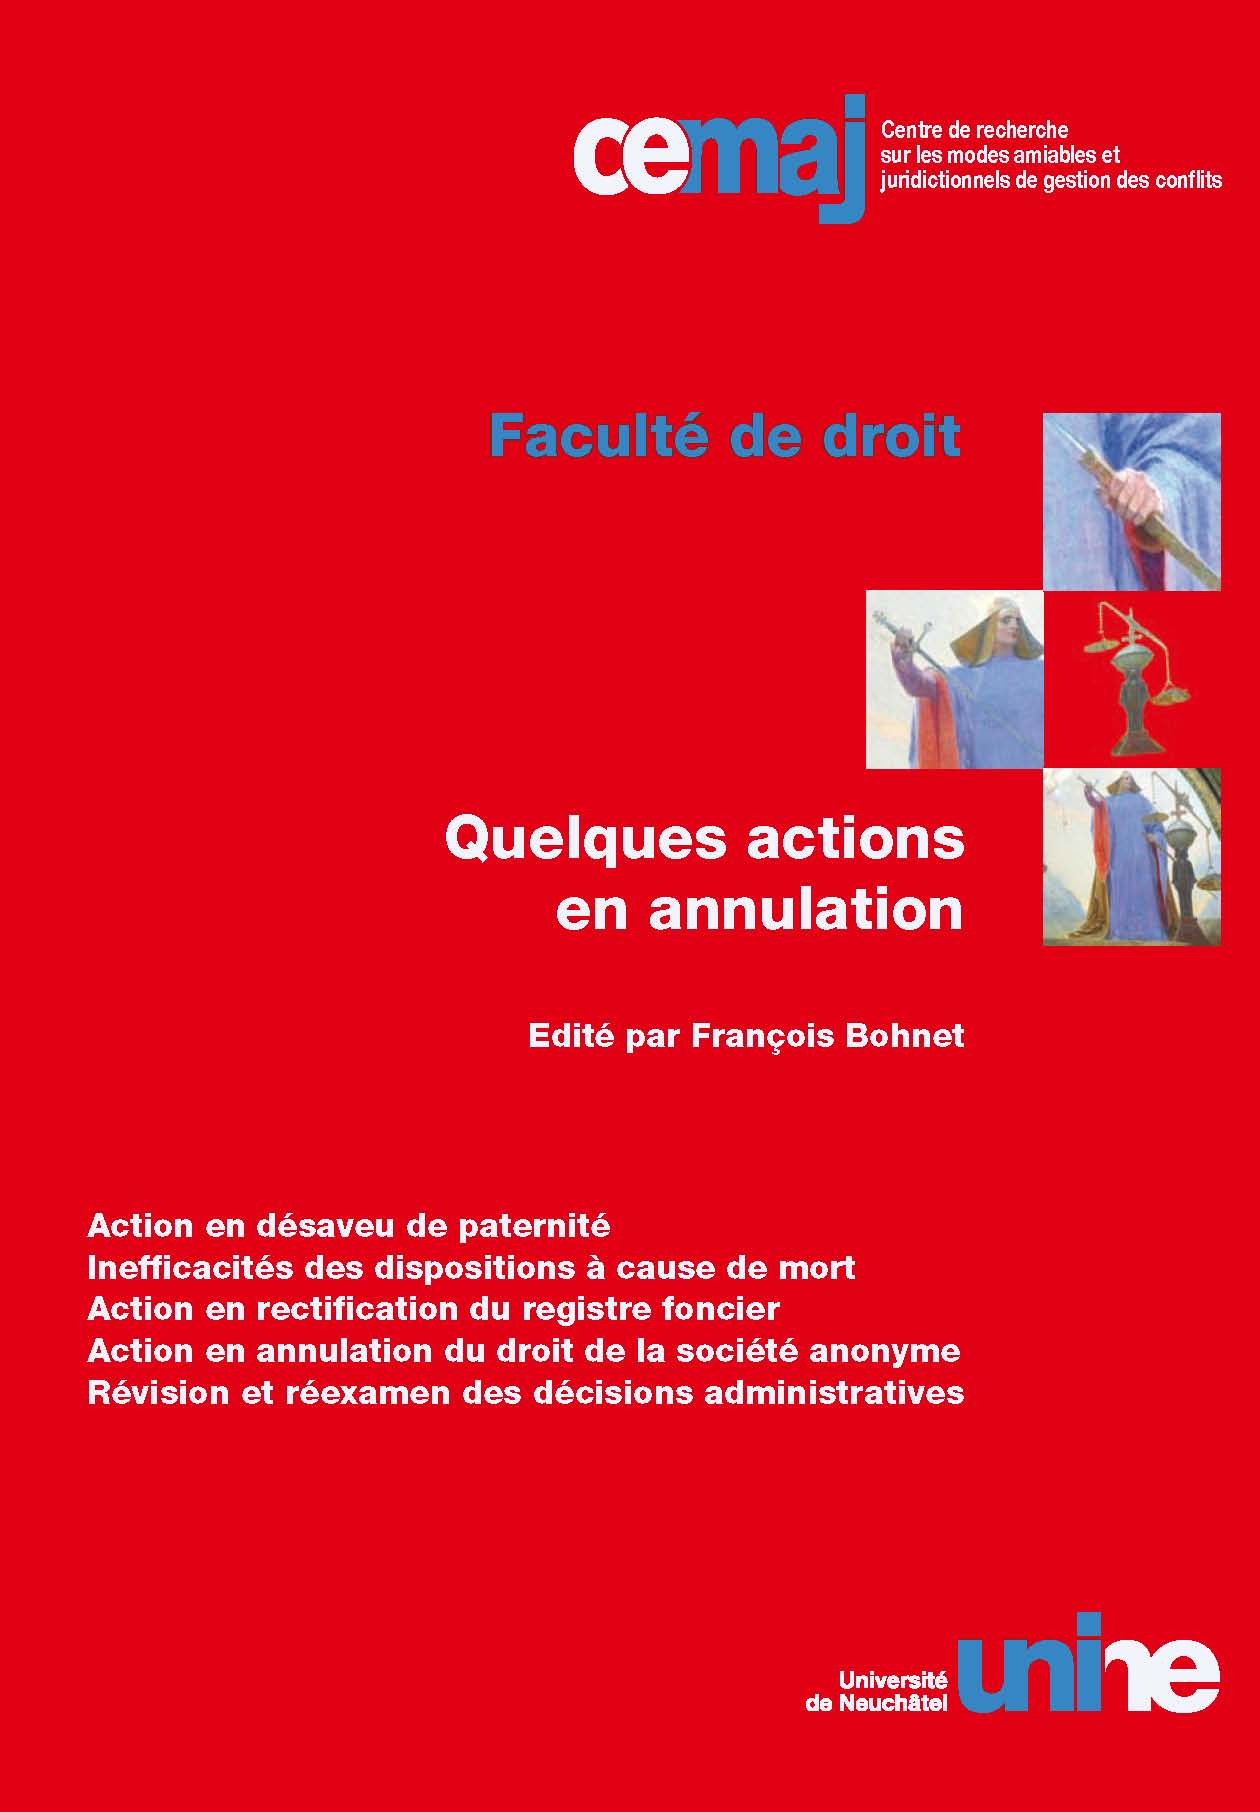 cemaj
Centre de recherche
sur les modes amiables et
juridictionnels de gestion des conflits
Faculté de droit
Quelques actions
en annulation
Edité par François Bohnet
Action en désaveu de paternité
Inefficacités des dispositions à cause de mort
Action en rectification du registre foncier
Action en annulation du droit de la société anonyme
Révision et réexamen des décisions administratives
Université
de Neuchâtel
unine